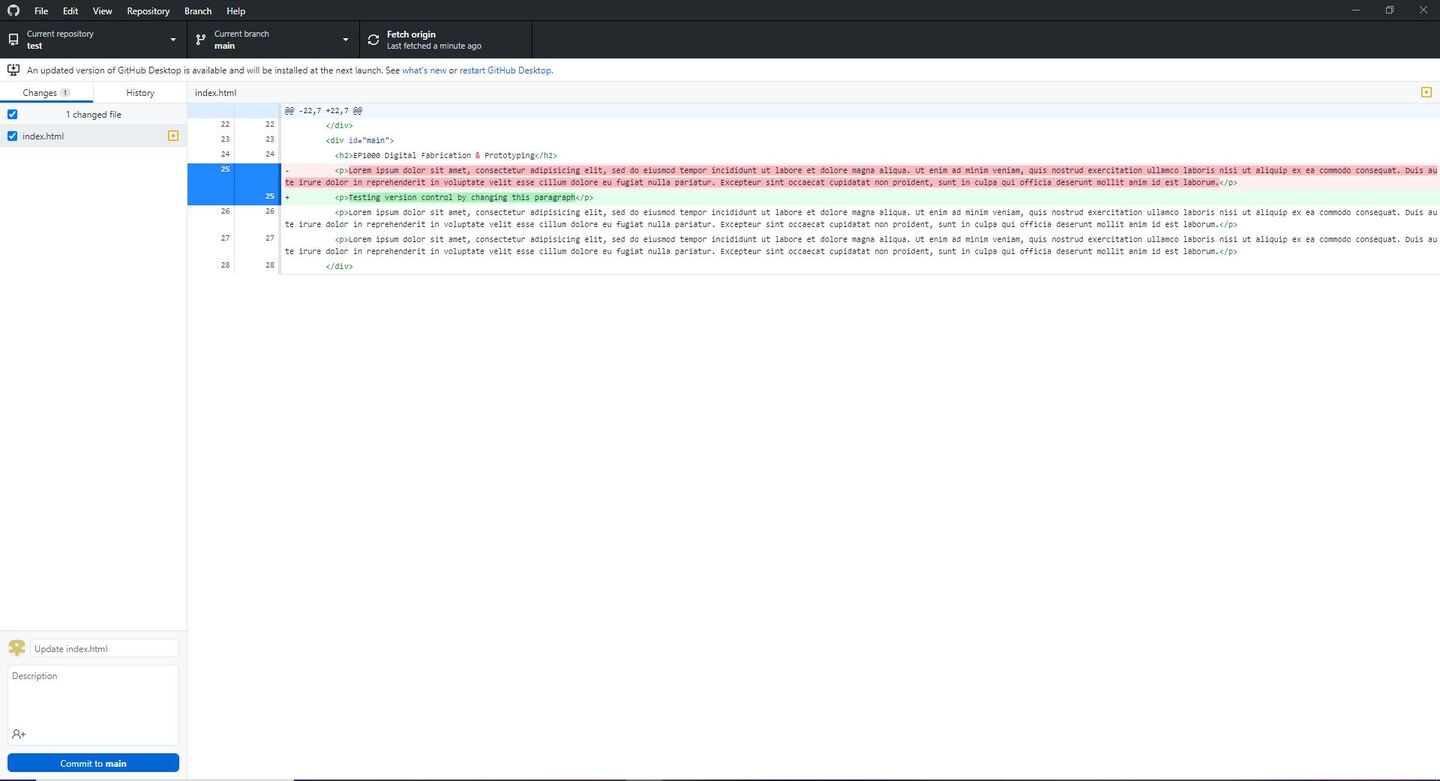 File Edit View Repository Branch Help
Current repository
test
Current branch
main
Fetch origin
Last fetched a minute ago
An updated version of GitHub Desktop is available and will be installed at the next launch. See what's new or restart GitHub Desktop.
Changes 1 History
1 changed file
index.html
index.html
@@ -22,7 +22,7 @@
22 22 </div>
23 23 <div id="main">
24 24 <h2>EP1000 Digital Fabrication & Prototyping</h2>
25 - <p>Lorem ipsum dolor sit amet, consectetur adipisicing elit, sed do eiusmod tempor incididunt ut labore et dolore magna aliqua. Ut enim ad minim veniam, quis nostrud exercitation ullamco laboris nisi ut aliquip ex ea commodo consequat. Duis au
te irure dolor in reprehenderit in voluptate velit esse cillum dolore eu fugiat nulla pariatur. Excepteur sint occaecat cupidatat non proident, sunt in culpa qui officia deserunt mollit anim id est laborum.</p>
25 + <p>Testing version control by changing this paragraph</p>
26 26 <p>Lorem ipsum dolor sit amet, consectetur adipisicing elit, sed do eiusmod tempor incididunt ut labore et dolore magna aliqua. Ut enim ad minim veniam, quis nostrud exercitation ullamco laboris nisi ut aliquip ex ea commodo consequat. Duis au
te irure dolor in reprehenderit in voluptate velit esse cillum dolore eu fugiat nulla pariatur. Excepteur sint occaecat cupidatat non proident, sunt in culpa qui officia deserunt mollit anim id est laborum.</p>
27 27 <p>Lorem ipsum dolor sit amet, consectetur adipisicing elit, sed do eiusmod tempor incididunt ut labore et dolore magna aliqua. Ut enim ad minim veniam, quis nostrud exercitation ullamco laboris nisi ut aliquip ex ea commodo consequat. Duis au
te irure dolor in reprehenderit in voluptate velit esse cillum dolore eu fugiat nulla pariatur. Excepteur sint occaecat cupidatat non proident, sunt in culpa qui officia deserunt mollit anim id est laborum.</p>
28 28 </div>
Update index.html
Description
Commit to main